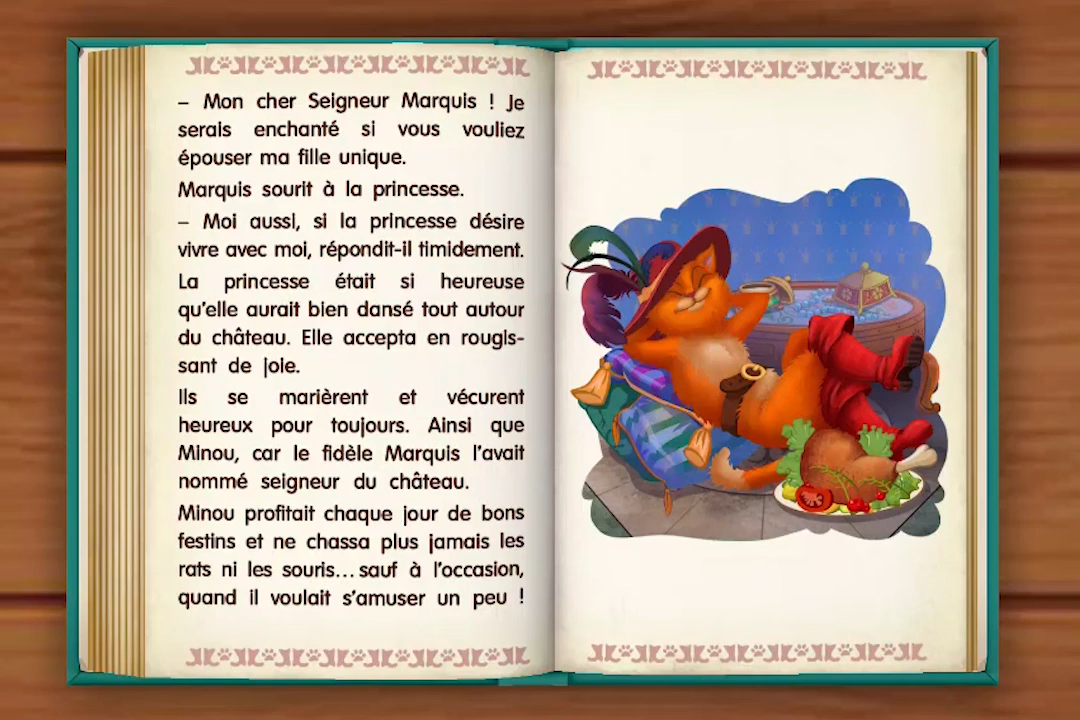 – Mon cher Seigneur Marquis ! Je
serais enchanté si vous vouliez
épouser ma fille unique.
Marquis sourit à la princesse.
– Moi aussi, si la princesse désire
vivre avec moi, répondit-il timidement.
La princesse était si heureuse
qu'elle aurait bien dansé tout autour
du château. Elle accepta en rougis-
sant de joie.
Ils se marièrent et vécurent
heureux pour toujours. Ainsi que
Minou, car le fidèle Marquis l'avait
nommé seigneur du château.
Minou profitait chaque jour de bons
festins et ne chassa plus jamais les
rats ni les souris... sauf à l'occasion,
quand il voulait s'amuser un peu !